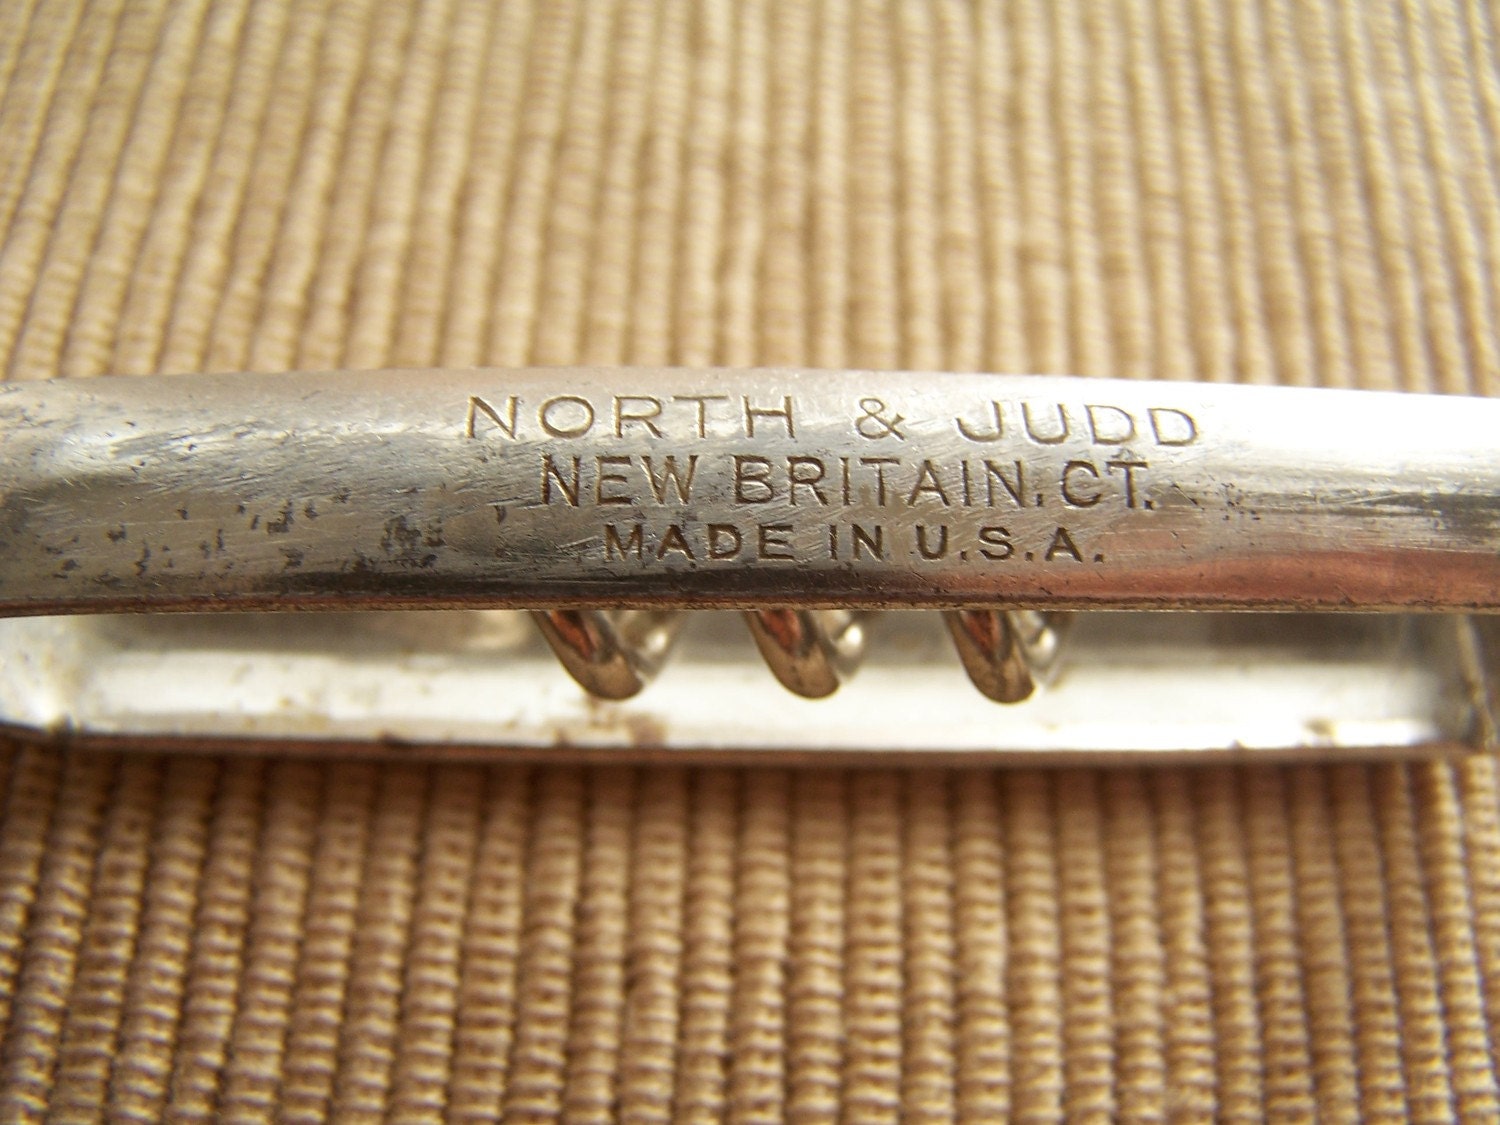 NORTH & JUDD
NEW BRITAIN, CT.
MADE IN U.S.A.